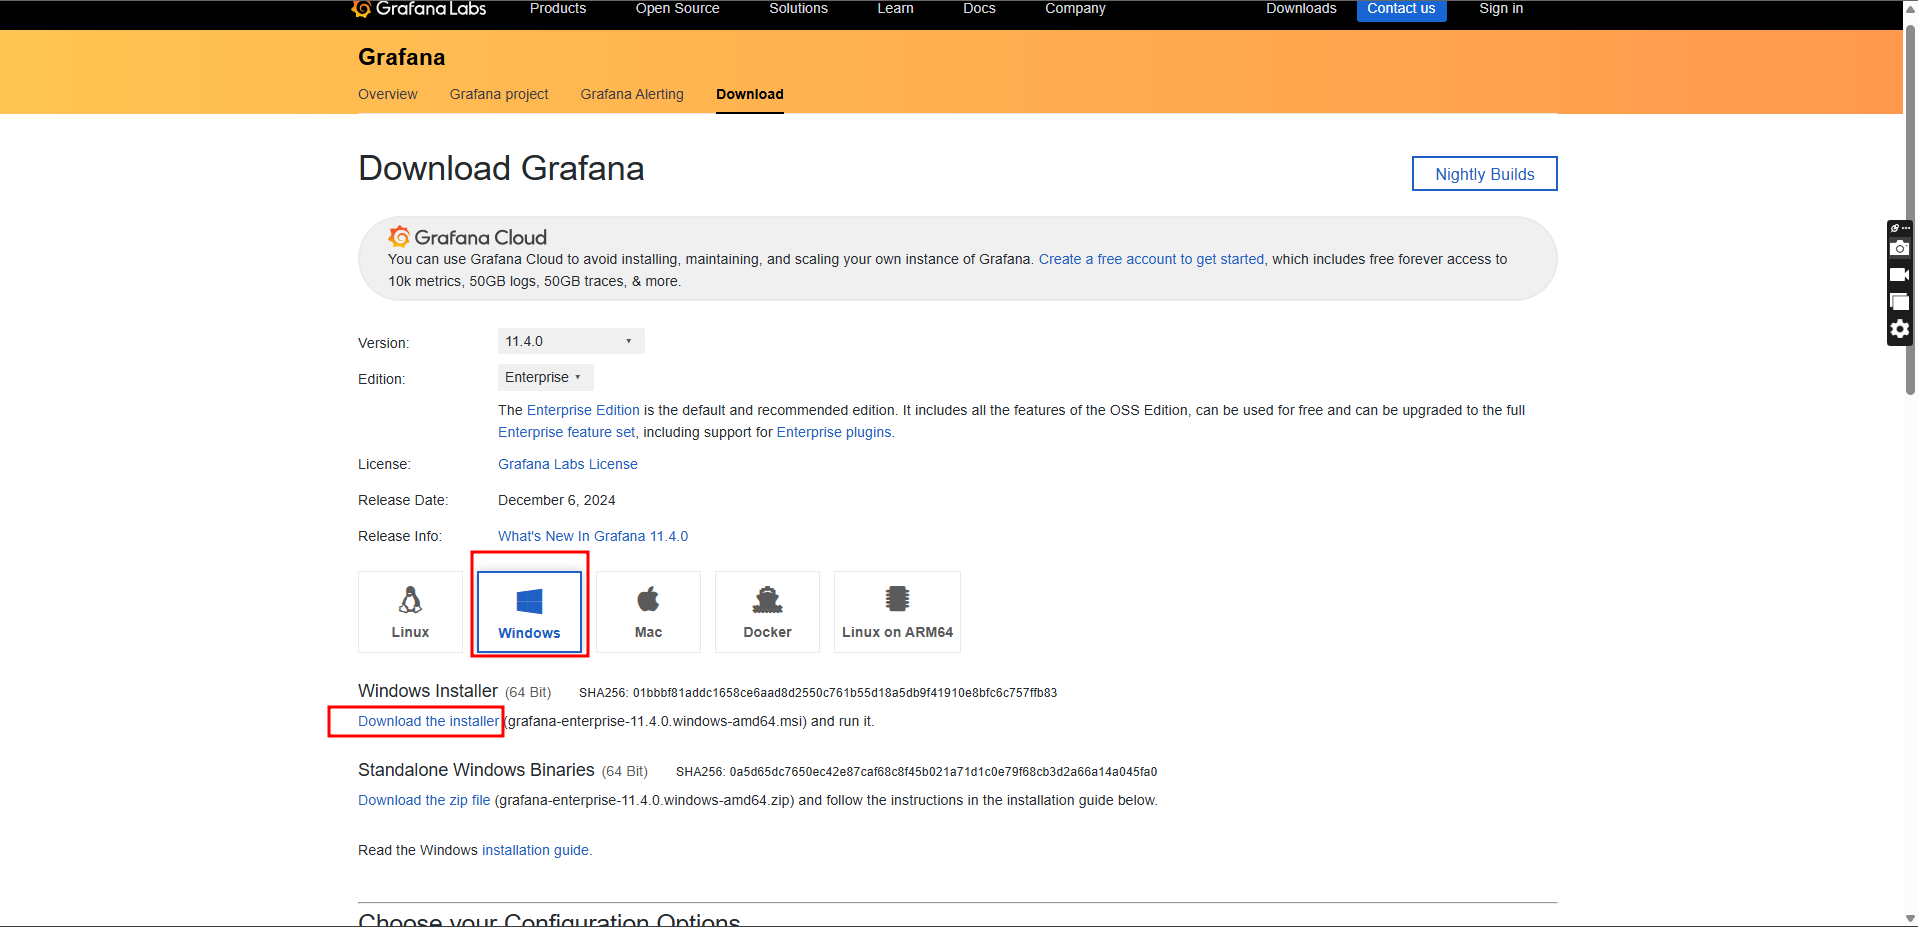 Grafana Labs Products Open Source Solutions Learn Docs Company Downloads Contact us Sign in
Grafana
Overview Grafana project Grafana Alerting Download
Download Grafana
Nightly Builds
Grafana Cloud
You can use Grafana Cloud to avoid installing, maintaining, and scaling your own instance of Grafana. Create a free account to get started, which includes free forever access to
10k metrics, 50GB logs, 50GB traces, & more.
Version: 11.4.0
Edition: Enterprise
The Enterprise Edition is the default and recommended edition. It includes all the features of the OSS Edition, can be used for free and can be upgraded to the full
Enterprise feature set, including support for Enterprise plugins.
License: Grafana Labs License
Release Date: December 6, 2024
Release Info: What's New In Grafana 11.4.0
Linux Windows Mac Docker Linux on ARM64
Windows Installer (64 Bit) SHA256: 01bbbf81addc1658ce6aad8d2550c761b55d18a5db9f41910e8bfc6c757ffb83
Download the installer (grafana-enterprise-11.4.0.windows-amd64.msi) and run it.
Standalone Windows Binaries (64 Bit) SHA256: 0a5d65dc7650ec42e87caf68c8f45b021a71d1c0e79f68cb3d2a66a14a045fa0
Download the zip file (grafana-enterprise-11.4.0.windows-amd64.zip) and follow the instructions in the installation guide below.
Read the Windows installation guide.
Choose your Configuration Options